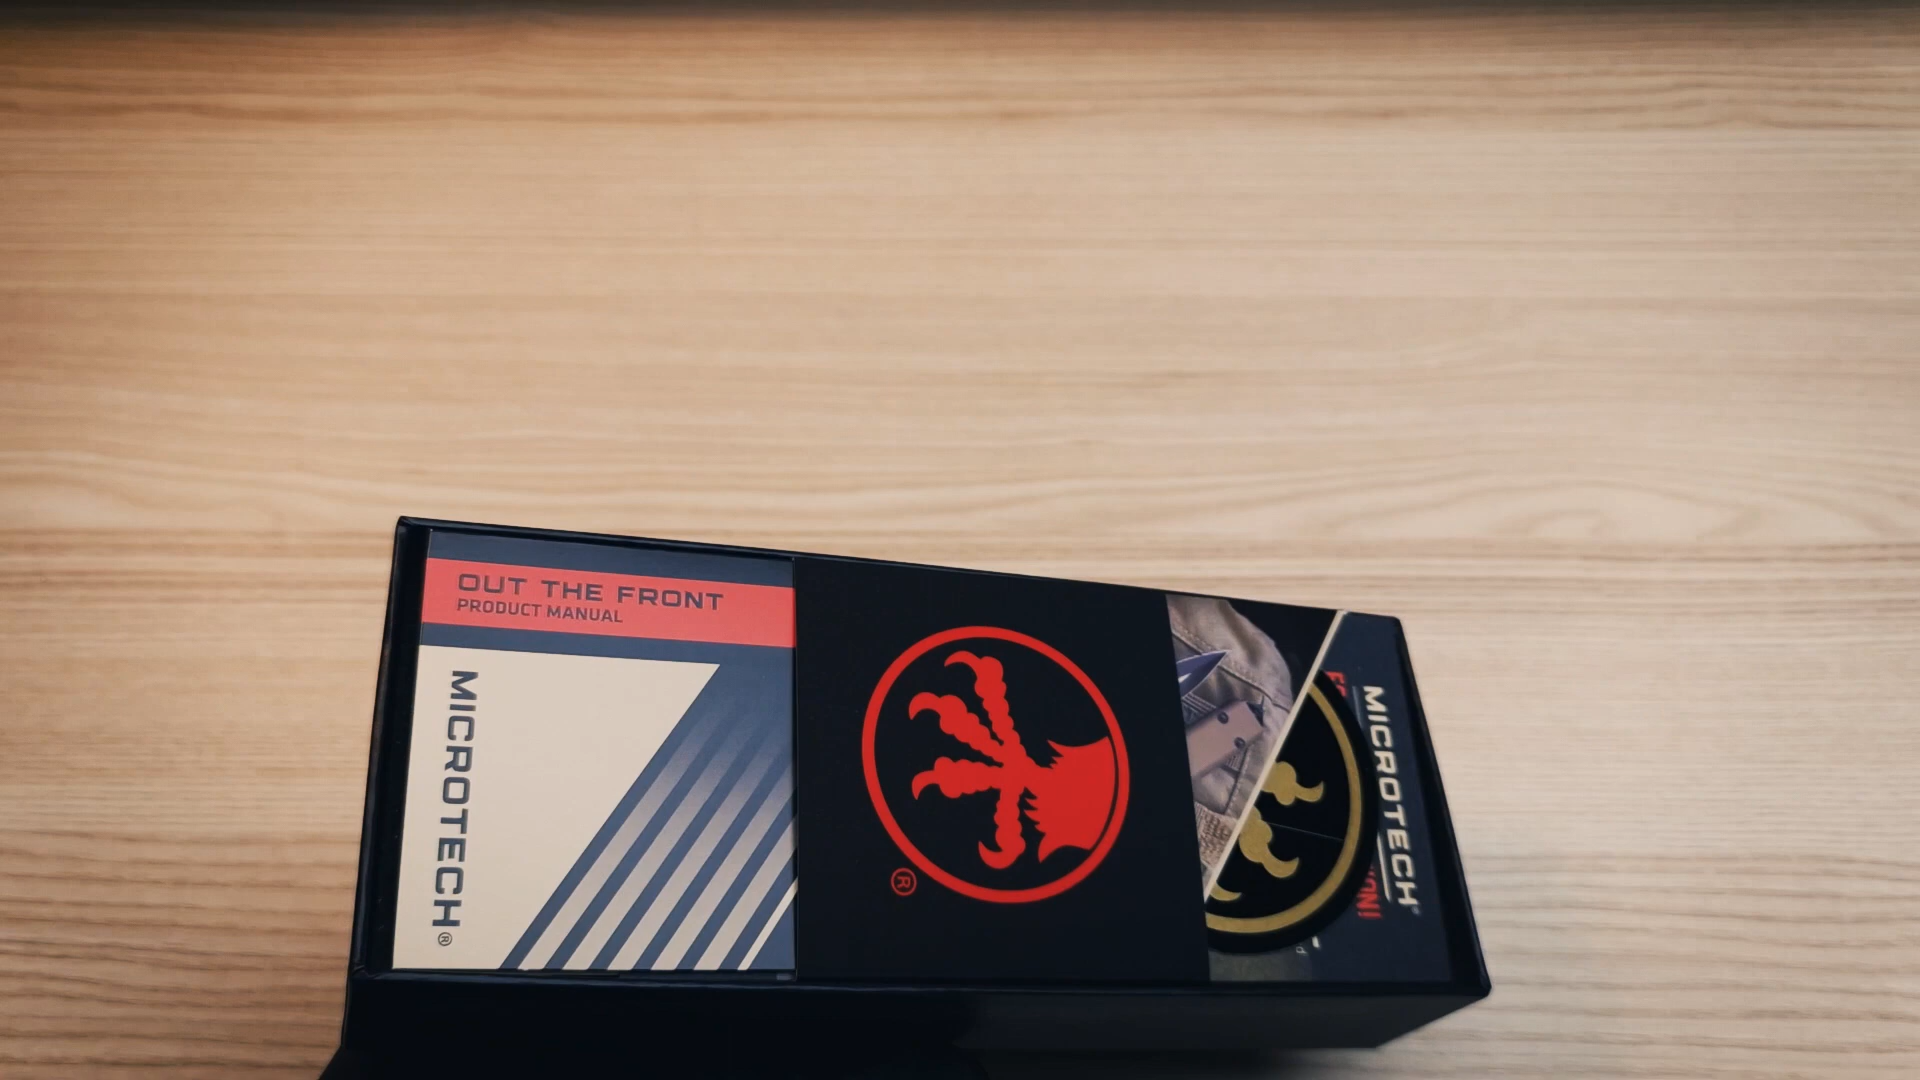 OUT THE FRONT
PRODUCT MANUAL
MICROTECH®
®
MICROTECH®